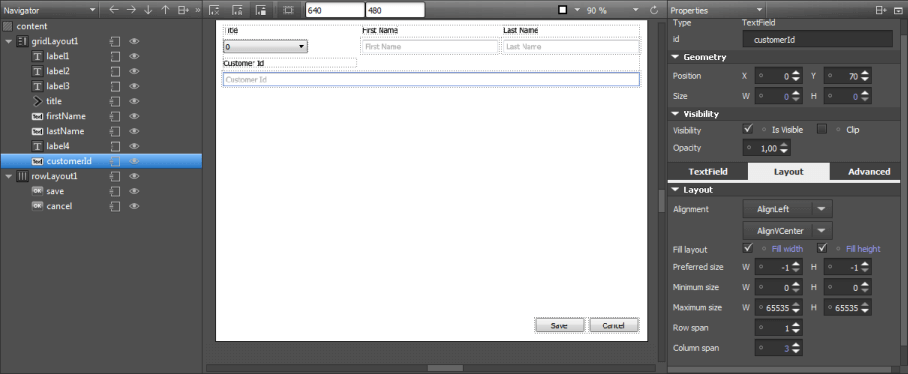 Navigator
»
640
480
90 %
Properties
content
gridLayout1
label1
label2
label3
title
firstName
lastName
label4
customerId
rowLayout1
OK save
OK cancel
Title
First Name
Last Name
0
First Name
Last Name
Customer Id
Customer Id
Save
Cancel
Type TextField
id customerId
Geometry
Position X 0 Y 70
Size W 0 H 0
Visibility
Visibility Is Visible Clip
Opacity 1,00
TextField Layout Advanced
Layout
Alignment AlignLeft
AlignVCenter
Fill layout Fill width Fill height
Preferred size W -1 H -1
Minimum size W 0 H 0
Maximum size W 65535 H 65535
Row span 1
Column span 3